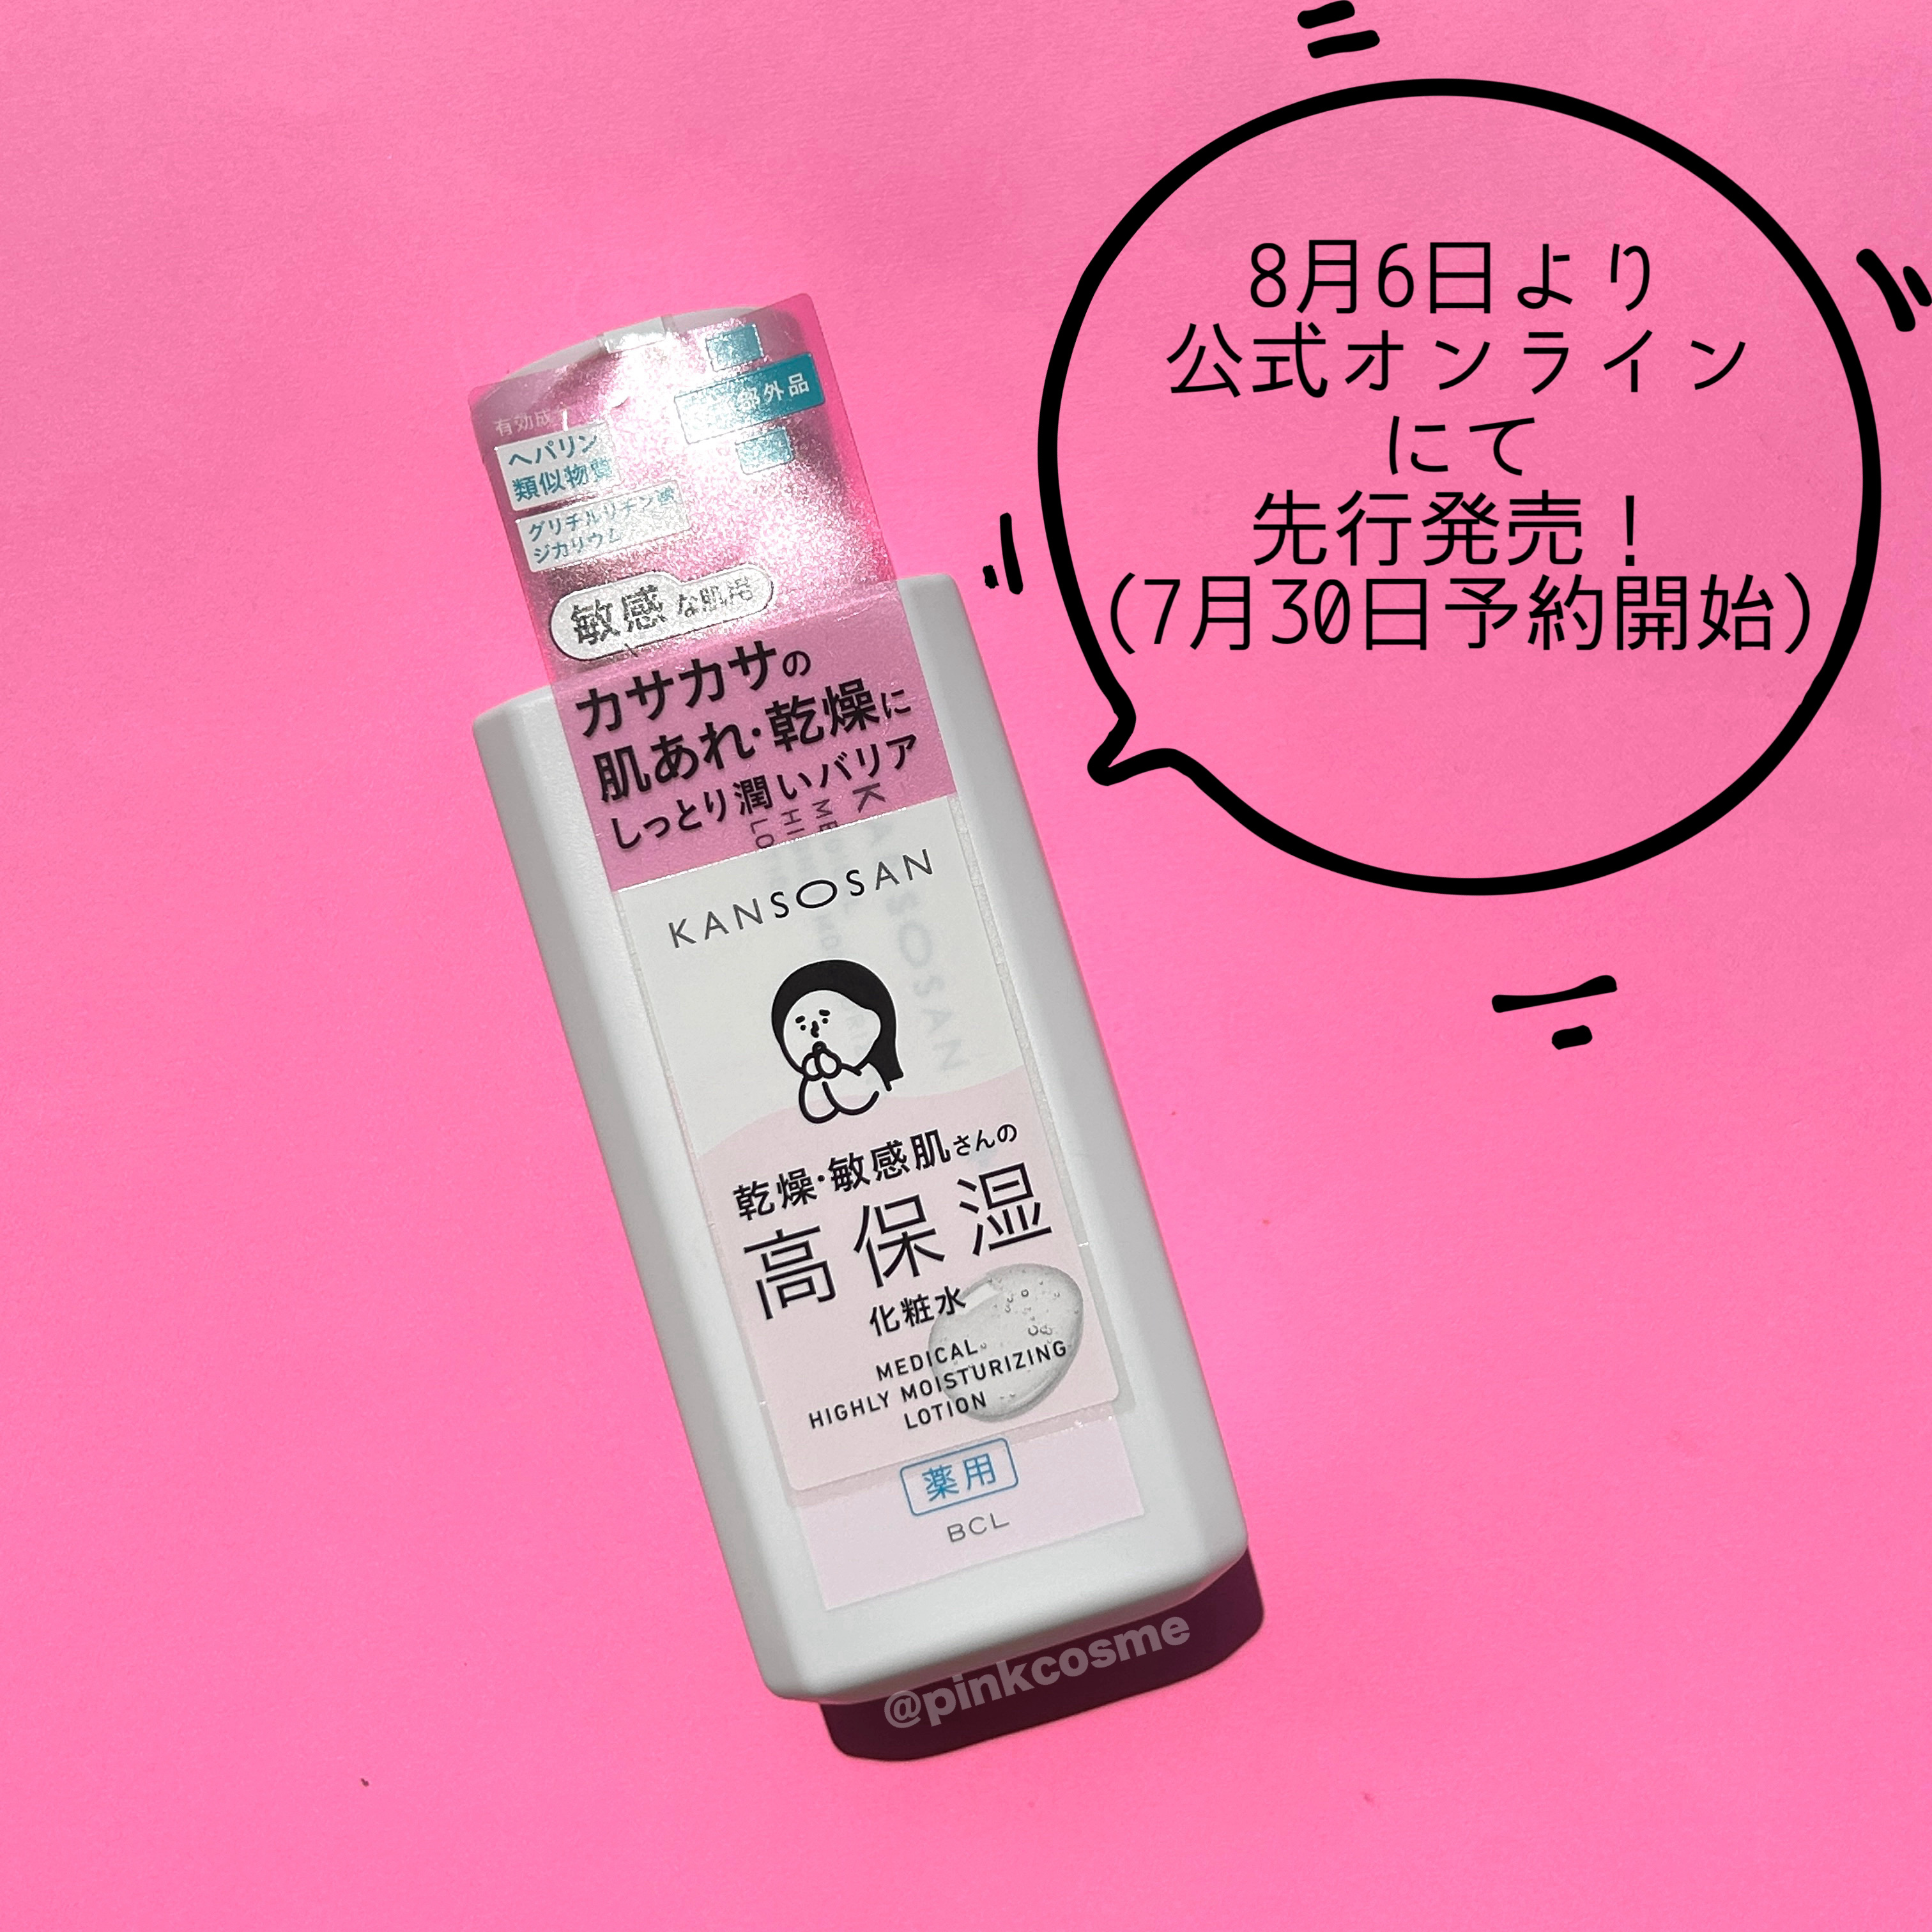 8月6日より
公式オンライン
にて
先行発売！
(7月30日予約開始)
部外品
有効成
ヘパリン
類似物質
グリチルリチン酸
ジカリウム
敏感な肌用
カサカサの
肌あれ・乾燥に
しっとり潤いバリア
KANSOSAN
KANSOSAN
乾燥・敏感肌さんの
高保湿
化粧水
MEDICAL
HIGHLY MOISTURIZING
LOTION
薬用
BCL
@pinkcosme